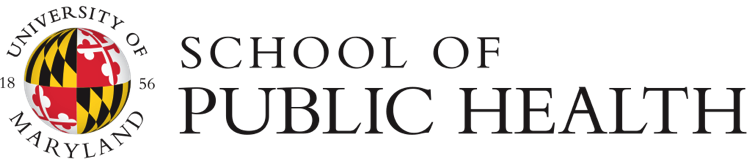 UNIVERSITY OF
18 56
MARYLAND
SCHOOL OF
PUBLIC HEALTH